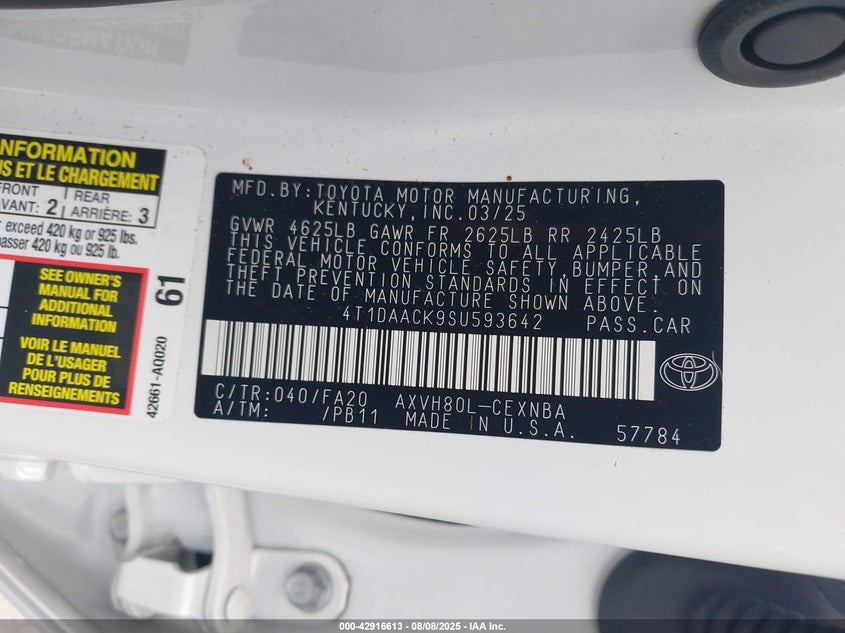 NFORMATION
S ET LE CHARGEMENT
FRONT
AVANT: 2
REAR
ARRIÈRE: 3
exceed 420 kg or 925 lbs.
passer 420 kg ou 925 lb.
SEE OWNER'S
MANUAL FOR
ADDITIONAL
INFORMATION
VOIR LE MANUEL
DE L'USAGER
POUR PLUS DE
RENSEIGNEMENTS
61
42661-A0020
MFD.BY:TOYOTA MOTOR MANUFACTURING,
KENTUCKY,INC.03/25
GVWR 4625LB GAWR FR 2625LB RR 2425LB
THIS VEHICLE CONFORMS TO ALL APPLICABLE
FEDERAL MOTOR VEHICLE SAFETY,BUMPER,AND
THEFT PREVENTION STANDARDS IN EFFECT ON
THE DATE OF MANUFACTURE SHOWN ABOVE.
4T1DAACK9SU593642 PASS.CAR
C/TR:040/FA20 AXVH80L-CEXNBA
A/TM: /PB11 MADE IN U.S.A. 57784
000-42916613 - 08/08/2025 - IAA Inc.